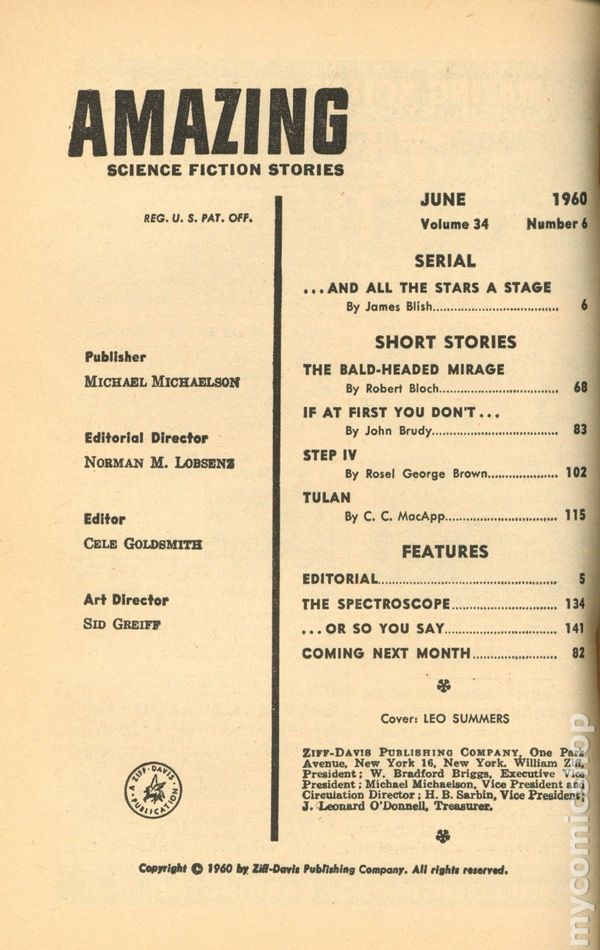 AMAZING
SCIENCE FICTION STORIES
REG. U. S. PAT. OFF.
Publisher
MICHAEL MICHAELSON
Editorial Director
NORMAN M. LOBSENZ
Editor
CELE GOLDSMITH
Art Director
SID GREIFF
A ZIFF-DAVIS PUBLICATION
JUNE 1960
Volume 34 Number 6
SERIAL
...AND ALL THE STARS A STAGE
By James Blish 6
SHORT STORIES
THE BALD-HEADED MIRAGE
By Robert Bloch 68
IF AT FIRST YOU DON'T...
By John Brudy 83
STEP IV
By Rosel George Brown 102
TULAN
By C. C. MacApp 115
FEATURES
EDITORIAL 5
THE SPECTROSCOPE 134
...OR SO YOU SAY 141
COMING NEXT MONTH 82
Cover: LEO SUMMERS
ZIFF-DAVIS PUBLISHING COMPANY, One Park
Avenue, New York 16, New York. William Ziff,
President; W. Bradford Briggs, Executive Vice
President; Michael Michaelson, Vice President and
Circulation Director; H. B. Sarbin, Vice President;
J. Leonard O'Donnell, Treasurer.
Copyright © 1960 by Ziff-Davis Publishing Company. All rights reserved.
mycomicshop